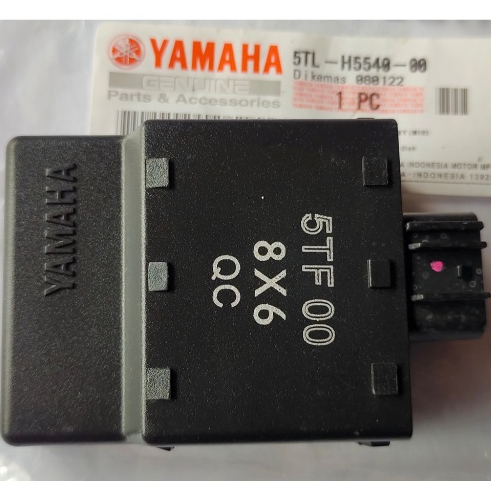 YAMAHA 5TL-H5540-00
GENUINE Dikemas 080122
Parts & Accessories 1 PC
YAMAHA
5TF 00
8X6
QC